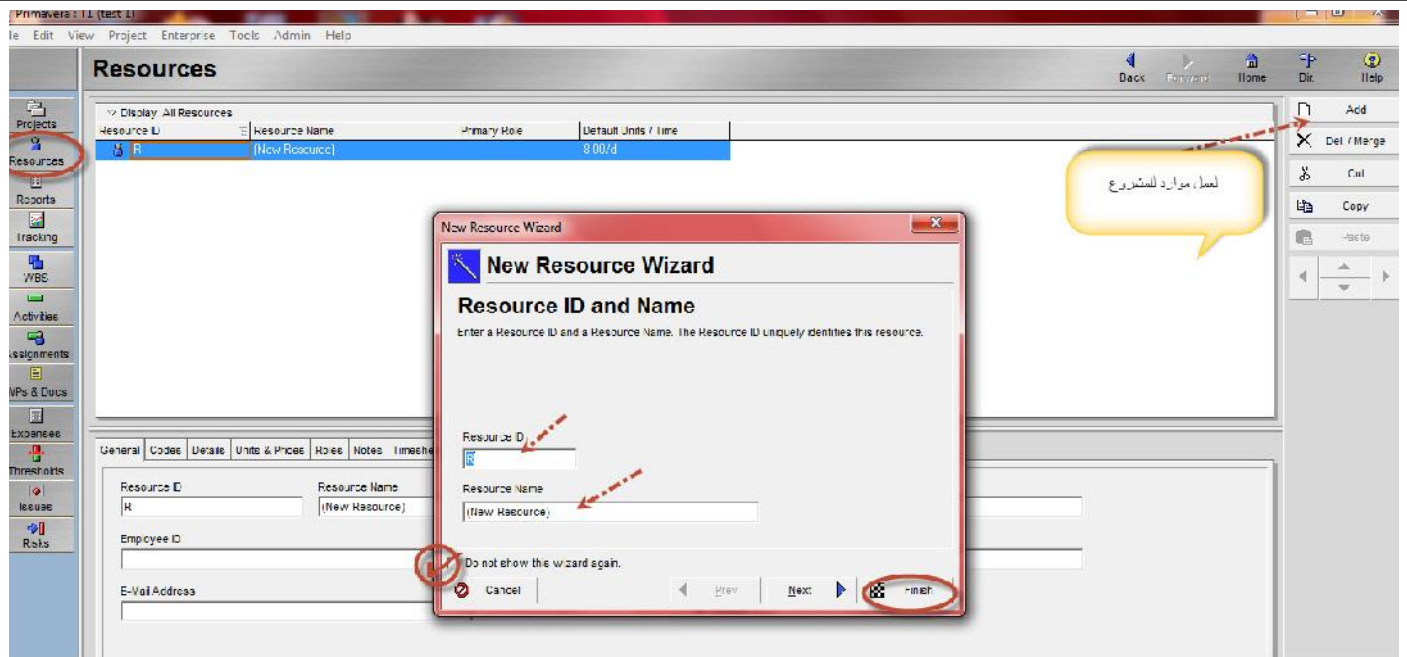 Primavera : T1 (test 1)
le Edit View Project Enterprise Tools Admin Help
Resources
Back Forward Home Dir. Help
Projects
Resources
Reports
Tracking
WBS
Activities
Assignments
WPs & Docs
Expenses
Thresholds
Issues
Risks
Display: All Resources
Resource ID Resource Name Primary Role Default Units / Time
R (New Resource) 8.00/d
Add
Del / Merge
Cut
Copy
Paste
لعمل موارد للمشروع
New Resource Wizard
New Resource Wizard
Resource ID and Name
Enter a Resource ID and a Resource Name. The Resource ID uniquely identifies this resource.
Resource ID
R
Resource Name
(New Resource)
Do not show this wizard again.
Cancel Prev Next Finish
General Codes Details Units & Prices Roles Notes Timeshe
Resource ID Resource Name
R (New Resource)
Employee ID
E-Mail Address